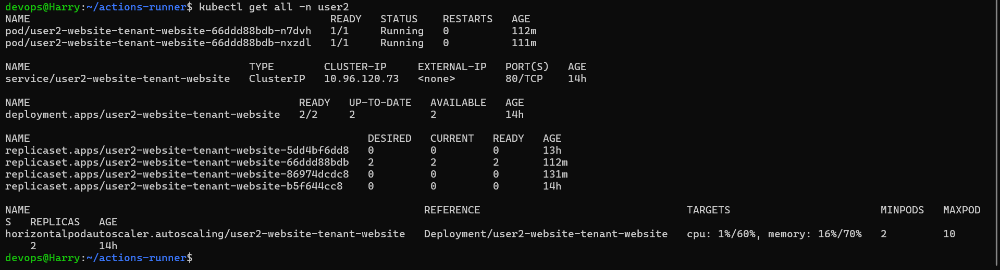 devops@Harry:~/actions-runner$ kubectl get all -n user2
NAME                                                READY   STATUS    RESTARTS   AGE
pod/user2-website-tenant-website-66ddd88bdb-n7dvh   1/1     Running   0          112m
pod/user2-website-tenant-website-66ddd88bdb-nxzdl   1/1     Running   0          111m

NAME                                   TYPE        CLUSTER-IP     EXTERNAL-IP   PORT(S)   AGE
service/user2-website-tenant-website   ClusterIP   10.96.120.73   <none>        80/TCP    14h

NAME                                           READY   UP-TO-DATE   AVAILABLE   AGE
deployment.apps/user2-website-tenant-website   2/2     2            2           14h

NAME                                                      DESIRED   CURRENT   READY   AGE
replicaset.apps/user2-website-tenant-website-5dd4bf6dd8   0         0         0       13h
replicaset.apps/user2-website-tenant-website-66ddd88bdb   2         2         2       112m
replicaset.apps/user2-website-tenant-website-86974dcdc8   0         0         0       131m
replicaset.apps/user2-website-tenant-website-b5f644cc8    0         0         0       14h

NAME                                                               REFERENCE                                 TARGETS                        MINPODS   MAXPOD
S   REPLICAS   AGE
horizontalpodautoscaler.autoscaling/user2-website-tenant-website   Deployment/user2-website-tenant-website   cpu: 1%/60%, memory: 16%/70%   2         10
    2          14h
devops@Harry:~/actions-runner$